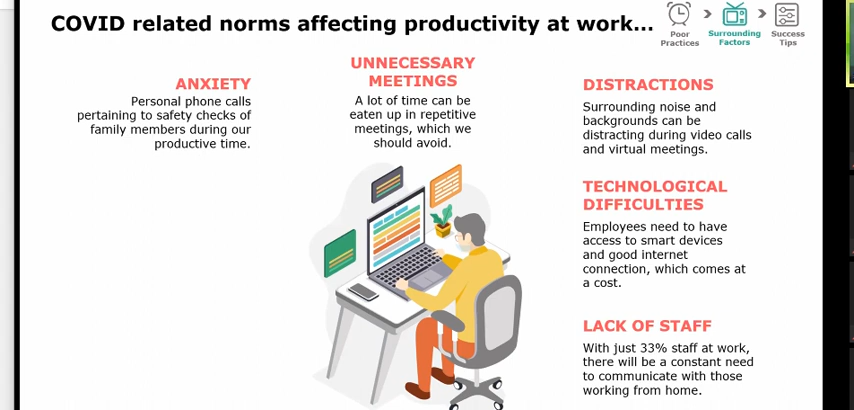 COVID related norms affecting productivity at work...
Poor
Practices
Surrounding
Factors
Success
Tips
ANXIETY
Personal phone calls
pertaining to safety checks of
family members during our
productive time.
UNNECESSARY
MEETINGS
A lot of time can be
eaten up in repetitive
meetings, which we
should avoid.
DISTRACTIONS
Surrounding noise and
backgrounds can be
distracting during video calls
and virtual meetings.
TECHNOLOGICAL
DIFFICULTIES
Employees need to have
access to smart devices
and good internet
connection, which comes at
a cost.
LACK OF STAFF
With just 33% staff at work,
there will be a constant need
to communicate with those
working from home.